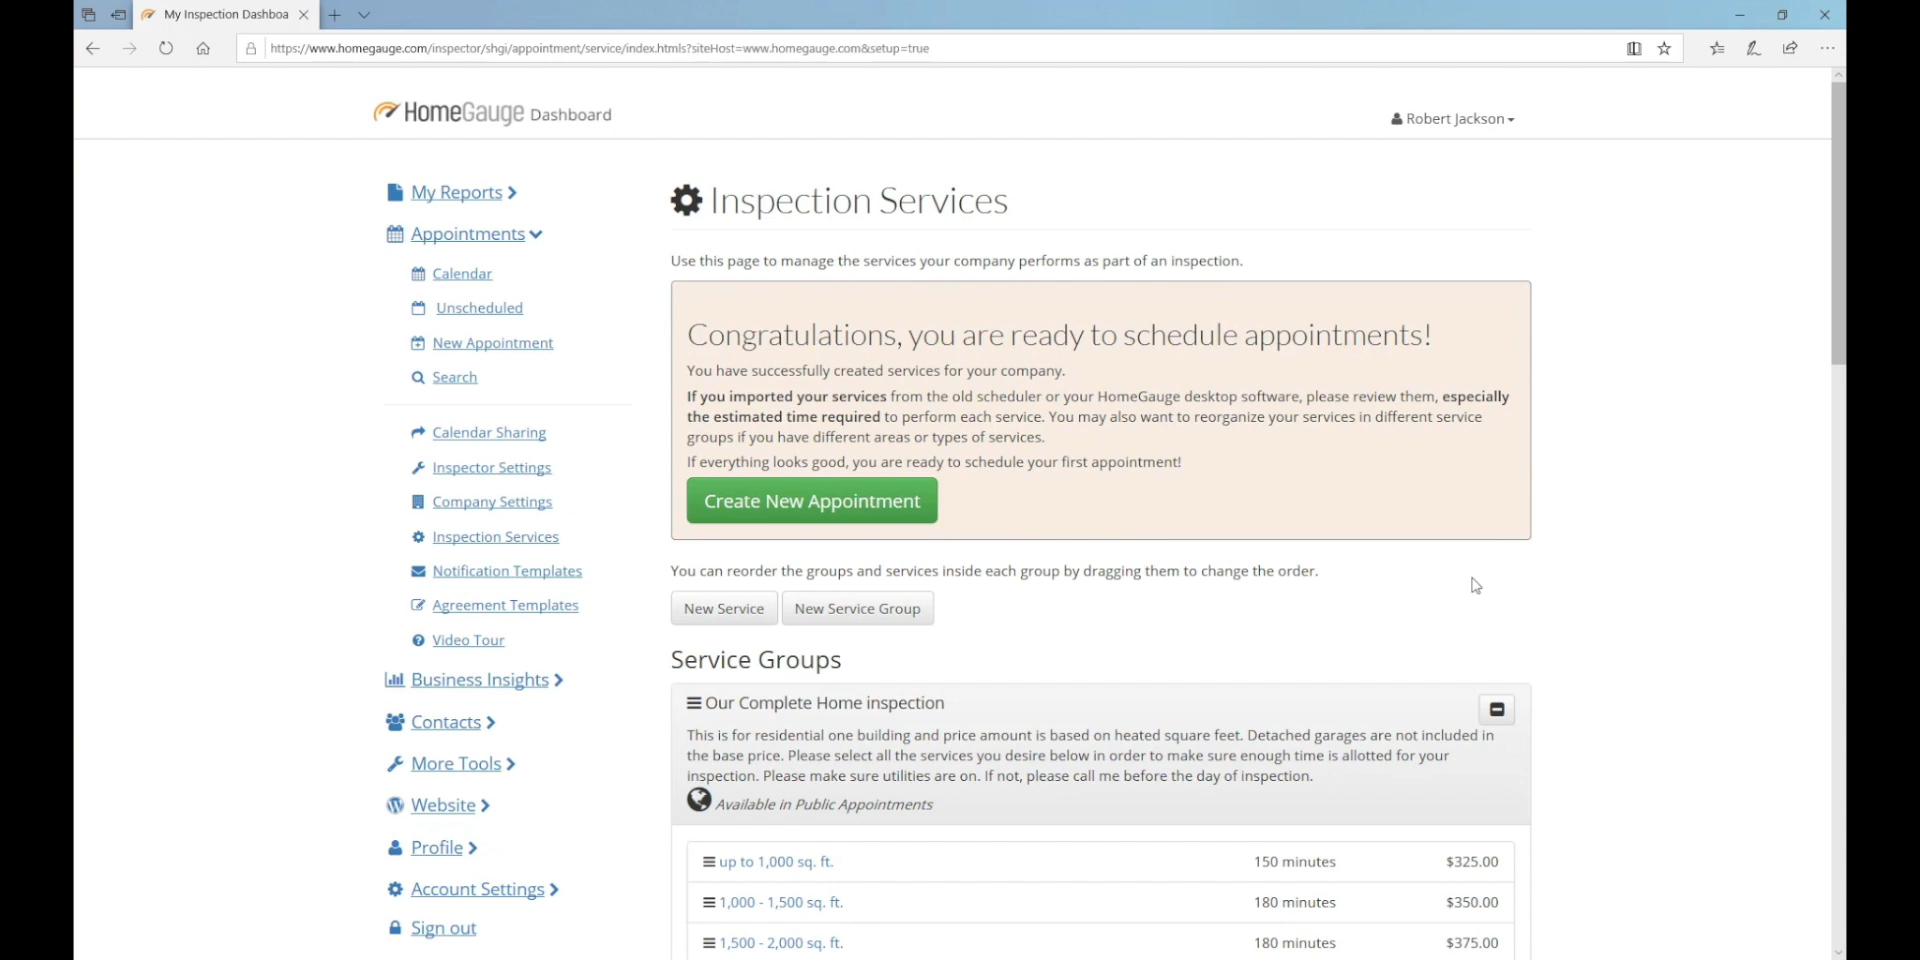 My Inspection Dashboa
https://www.homegauge.com/inspector/shgi/appointment/service/index.htmls?siteHost=www.homegauge.com&setup=true
HomeGauge Dashboard
Robert Jackson
My Reports
Appointments
Calendar
Unscheduled
New Appointment
Search
Calendar Sharing
Inspector Settings
Company Settings
Inspection Services
Notification Templates
Agreement Templates
Video Tour
Business Insights
Contacts
More Tools
Website
Profile
Account Settings
Sign out
Inspection Services
Use this page to manage the services your company performs as part of an inspection.
Congratulations, you are ready to schedule appointments!
You have successfully created services for your company.
If you imported your services from the old scheduler or your HomeGauge desktop software, please review them, especially
the estimated time required to perform each service. You may also want to reorganize your services in different service
groups if you have different areas or types of services.
If everything looks good, you are ready to schedule your first appointment!
Create New Appointment
You can reorder the groups and services inside each group by dragging them to change the order.
New Service New Service Group
Service Groups
Our Complete Home inspection
This is for residential one building and price amount is based on heated square feet. Detached garages are not included in
the base price. Please select all the services you desire below in order to make sure enough time is allotted for your
inspection. Please make sure utilities are on. If not, please call me before the day of inspection.
Available in Public Appointments
up to 1,000 sq. ft. 150 minutes $325.00
1,000 - 1,500 sq. ft. 180 minutes $350.00
1,500 - 2,000 sq. ft. 180 minutes $375.00